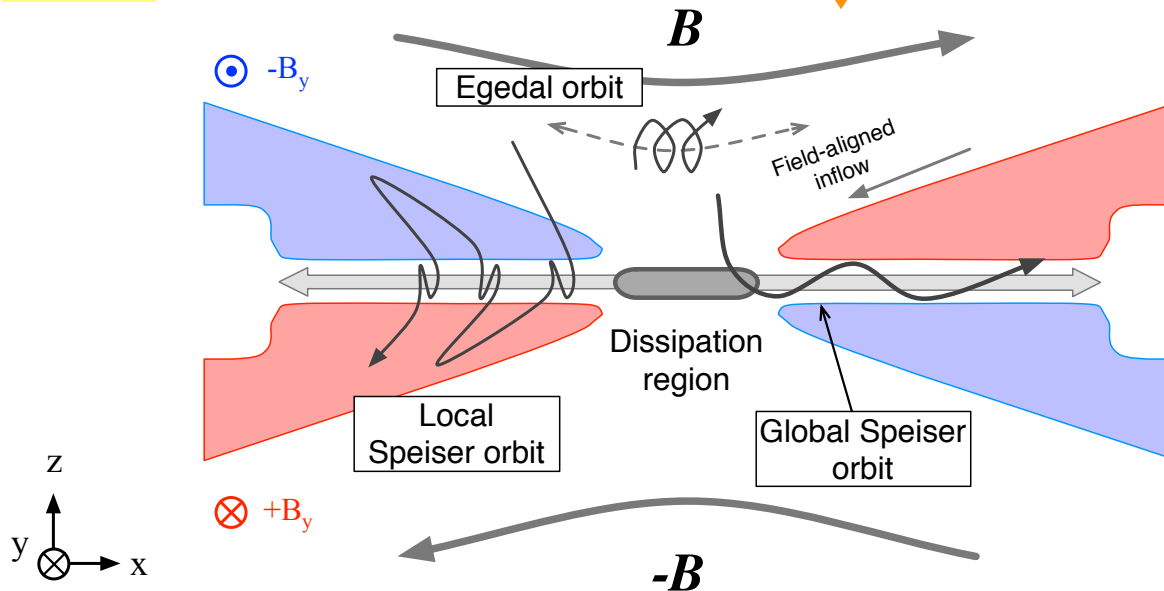 B
-By
Egedal orbit
Field-aligned
inflow
Dissipation
region
Local
Speiser orbit
Global Speiser
orbit
z
+By
y
x
-B